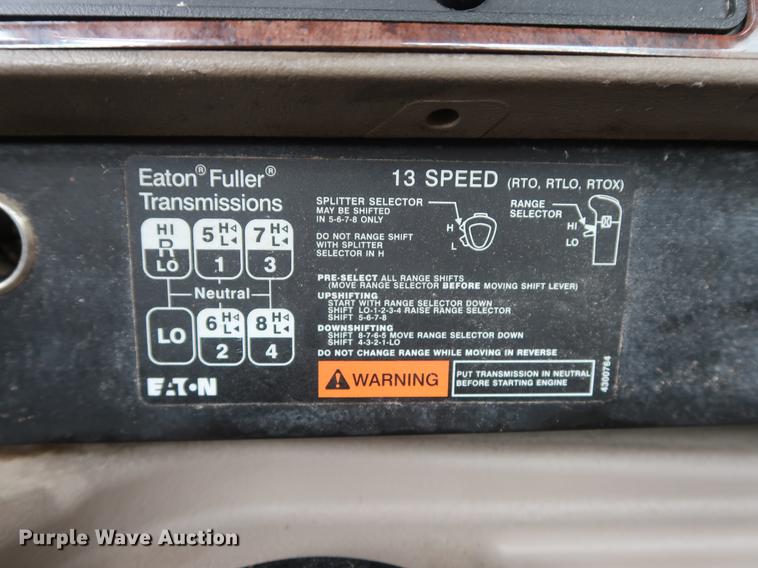 Eaton® Fuller®
Transmissions
13 SPEED (RTO, RTLO, RTOX)
HI
R
LO
5 H◁
L◀
1
7 H◁
L◀
3
Neutral
LO
6 H◁
L◀
2
8 H◁
L◀
4
EATON
SPLITTER SELECTOR
MAY BE SHIFTED
IN 5-6-7-8 ONLY
DO NOT RANGE SHIFT
WITH SPLITTER
SELECTOR IN H
H
L
RANGE
SELECTOR
HI
LO
PRE-SELECT ALL RANGE SHIFTS
(MOVE RANGE SELECTOR BEFORE MOVING SHIFT LEVER)
UPSHIFTING
START WITH RANGE SELECTOR DOWN
SHIFT LO-1-2-3-4 RAISE RANGE SELECTOR
SHIFT 5-6-7-8
DOWNSHIFTING
SHIFT 8-7-6-5 MOVE RANGE SELECTOR DOWN
SHIFT 4-3-2-1-LO
DO NOT CHANGE RANGE WHILE MOVING IN REVERSE
WARNING
PUT TRANSMISSION IN NEUTRAL
BEFORE STARTING ENGINE
4300764
Purple Wave Auction